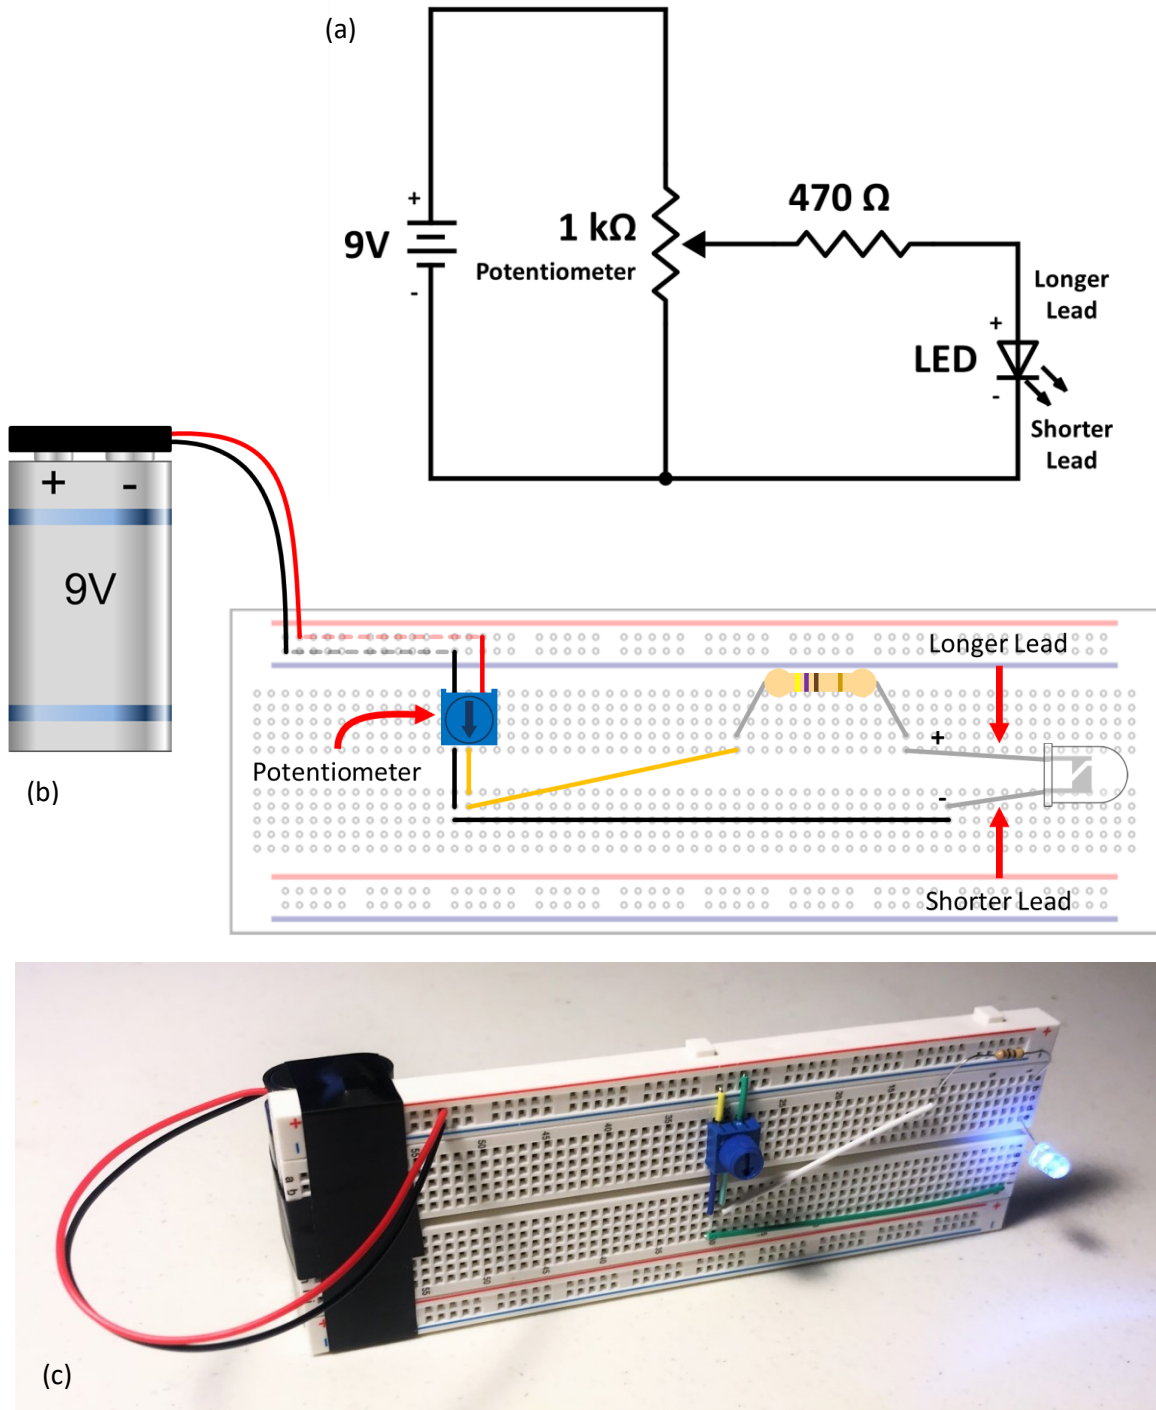 (a)
+
9V
-
1 kΩ
Potentiometer
470 Ω
Longer
Lead
+
LED
-
Shorter
Lead
+ -
9V
(b)
Potentiometer
Longer Lead
+
-
Shorter Lead
(c)